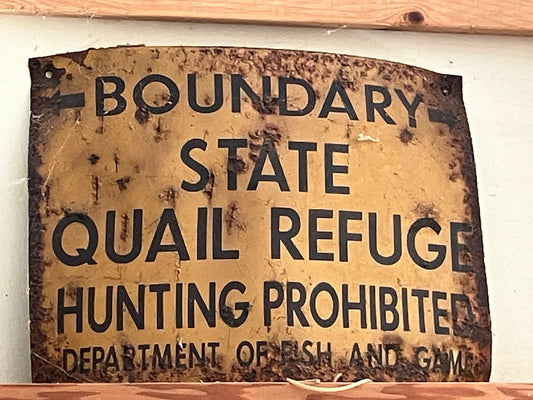 BOUNDARY
STATE
QUAIL REFUGE
HUNTING PROHIBITED
DEPARTMENT OF FISH AND GAME